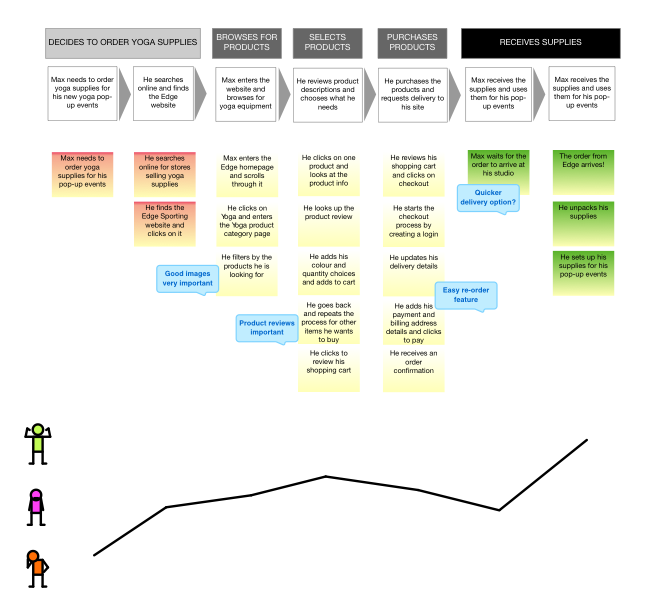 DECIDES TO ORDER YOGA SUPPLIES
BROWSES FOR
PRODUCTS
SELECTS
PRODUCTS
PURCHASES
PRODUCTS
RECEIVES SUPPLIES
Max needs to order
yoga supplies for
his new yoga pop-
up events
He searches
online and finds
the Edge
website
Max enters the
website and
browses for
yoga equipment
He reviews product
descriptions and
chooses what he
needs
He purchases the
products and
requests delivery to
his site
Max receives the
supplies and uses
them for his pop-
up events
Max receives the
supplies and uses
them for his pop-
up events
Max needs to
order yoga
supplies for his
pop-up events
He searches
online for stores
selling yoga
supplies
He finds the
Edge Sporting
website and
clicks on it
Max enters the
Edge homepage
and scrolls
through it
He clicks on
Yoga and enters
the Yoga product
category page
He filters by the
products he is
looking for
Good images
very important
He clicks on one
product and
looks at the
product info
He looks up the
product review
He adds his
colour and
quantity choices
and adds to cart
He goes back
and repeats the
process for other
items he wants
to buy
Product reviews
important
He clicks to
review his
shopping cart
He reviews his
shopping cart
and clicks on
checkout
He starts the
checkout
process by
creating a login
He updates his
delivery details
He adds his
payment and
billing address
details and clicks
to pay
Easy re-order
feature
He receives an
order
confirmation
Max waits for the
order to arrive at
his studio
Quicker
delivery option?
The order from
Edge arrives!
He unpacks his
supplies
He sets up his
supplies for his
pop-up events